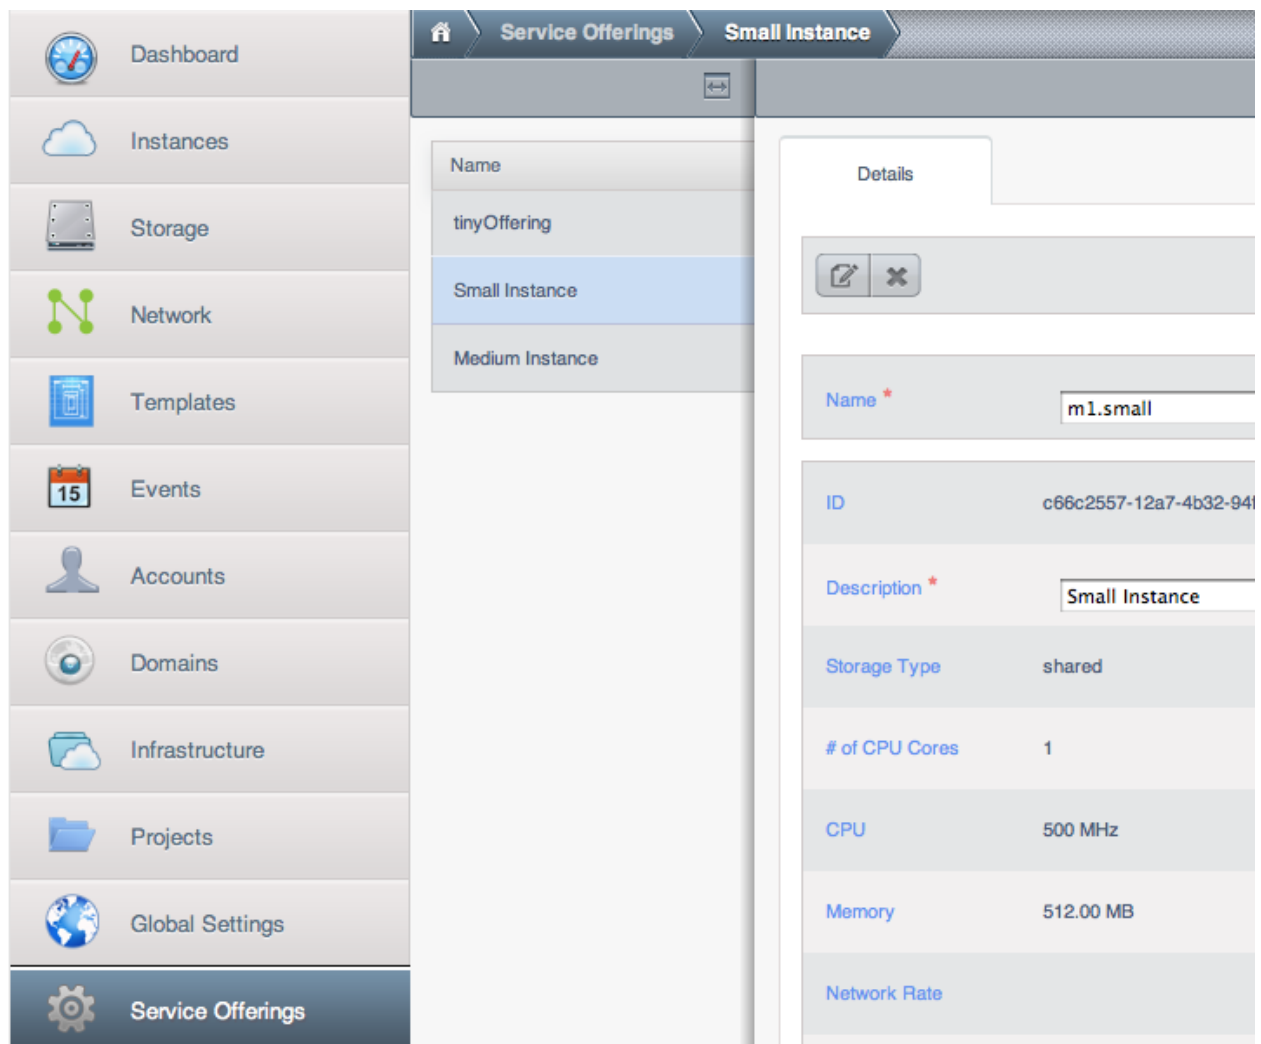 Dashboard
Instances
Storage
Network
Templates
15
Events
Accounts
Domains
Infrastructure
Projects
Global Settings
Service Offerings
Service Offerings
Small Instance
Name
tinyOffering
Small Instance
Medium Instance
Details
Name *
m1.small
ID
c66c2557-12a7-4b32-94
Description *
Small Instance
Storage Type
shared
# of CPU Cores
1
CPU
500 MHz
Memory
512.00 MB
Network Rate